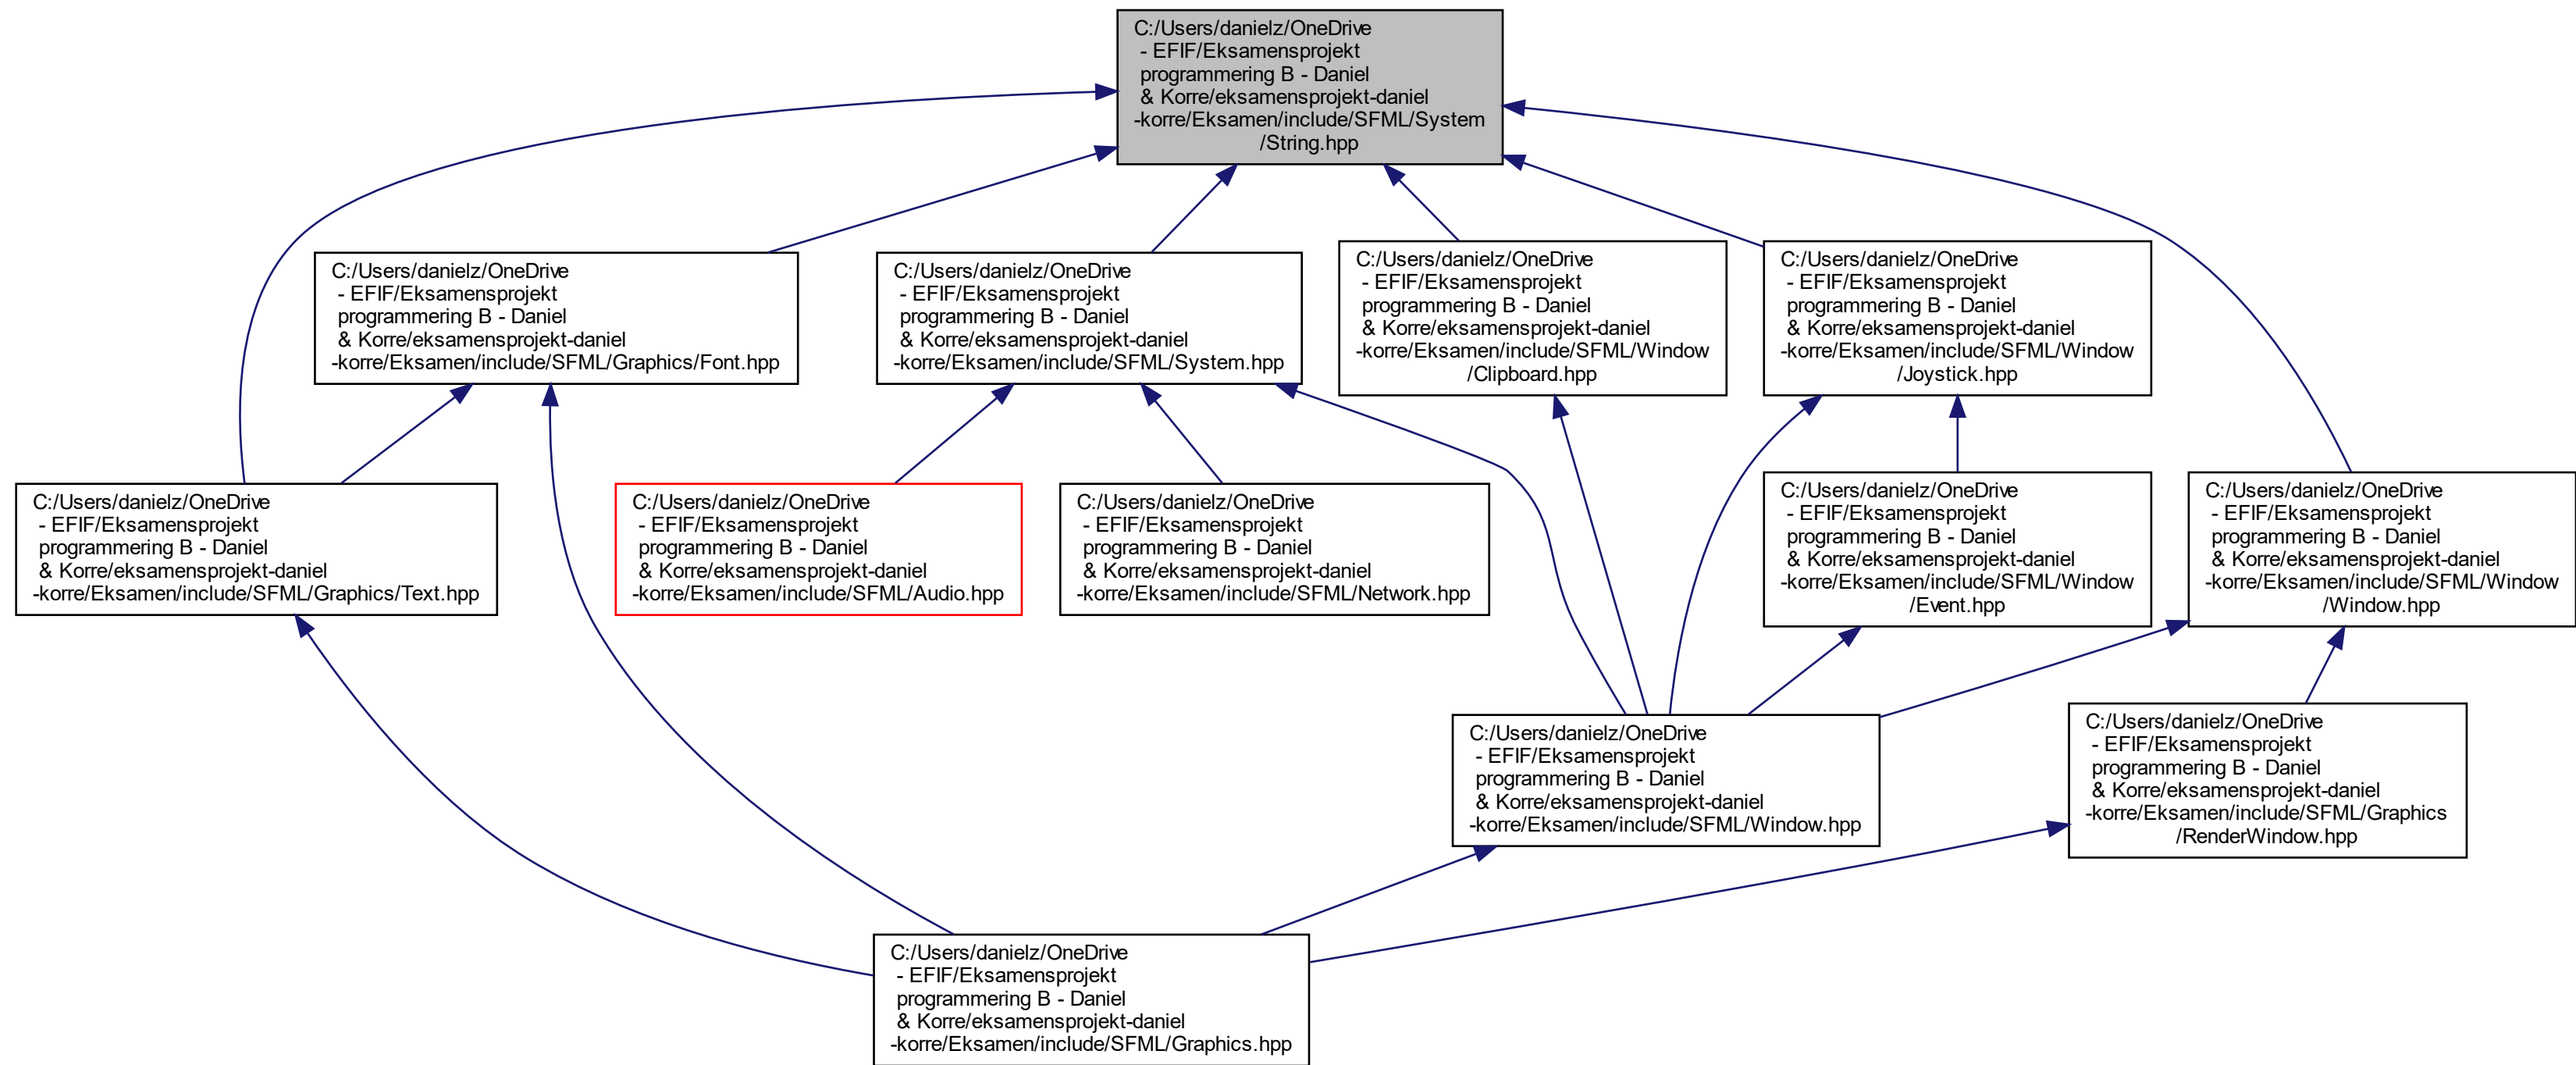 C:/Users/danielz/OneDrive
- EFIF/Eksamensprojekt
programmering B - Daniel
& Korre/eksamensprojekt-daniel
-korre/Eksamen/include/SFML/System
/String.hpp
C:/Users/danielz/OneDrive
- EFIF/Eksamensprojekt
programmering B - Daniel
& Korre/eksamensprojekt-daniel
-korre/Eksamen/include/SFML/Graphics/Font.hpp
C:/Users/danielz/OneDrive
- EFIF/Eksamensprojekt
programmering B - Daniel
& Korre/eksamensprojekt-daniel
-korre/Eksamen/include/SFML/System.hpp
C:/Users/danielz/OneDrive
- EFIF/Eksamensprojekt
programmering B - Daniel
& Korre/eksamensprojekt-daniel
-korre/Eksamen/include/SFML/Window
/Clipboard.hpp
C:/Users/danielz/OneDrive
- EFIF/Eksamensprojekt
programmering B - Daniel
& Korre/eksamensprojekt-daniel
-korre/Eksamen/include/SFML/Window
/Joystick.hpp
C:/Users/danielz/OneDrive
- EFIF/Eksamensprojekt
programmering B - Daniel
& Korre/eksamensprojekt-daniel
-korre/Eksamen/include/SFML/Graphics/Text.hpp
C:/Users/danielz/OneDrive
- EFIF/Eksamensprojekt
programmering B - Daniel
& Korre/eksamensprojekt-daniel
-korre/Eksamen/include/SFML/Audio.hpp
C:/Users/danielz/OneDrive
- EFIF/Eksamensprojekt
programmering B - Daniel
& Korre/eksamensprojekt-daniel
-korre/Eksamen/include/SFML/Network.hpp
C:/Users/danielz/OneDrive
- EFIF/Eksamensprojekt
programmering B - Daniel
& Korre/eksamensprojekt-daniel
-korre/Eksamen/include/SFML/Window
/Event.hpp
C:/Users/danielz/OneDrive
- EFIF/Eksamensprojekt
programmering B - Daniel
& Korre/eksamensprojekt-daniel
-korre/Eksamen/include/SFML/Window
/Window.hpp
C:/Users/danielz/OneDrive
- EFIF/Eksamensprojekt
programmering B - Daniel
& Korre/eksamensprojekt-daniel
-korre/Eksamen/include/SFML/Window.hpp
C:/Users/danielz/OneDrive
- EFIF/Eksamensprojekt
programmering B - Daniel
& Korre/eksamensprojekt-daniel
-korre/Eksamen/include/SFML/Graphics
/RenderWindow.hpp
C:/Users/danielz/OneDrive
- EFIF/Eksamensprojekt
programmering B - Daniel
& Korre/eksamensprojekt-daniel
-korre/Eksamen/include/SFML/Graphics.hpp